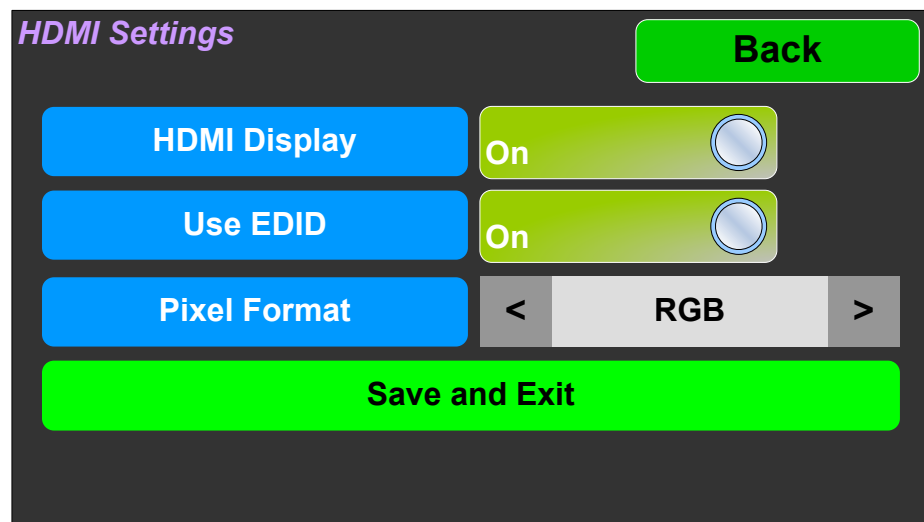 HDMI Settings
Back
HDMI Display
On
Use EDID
On
Pixel Format
< RGB >
Save and Exit